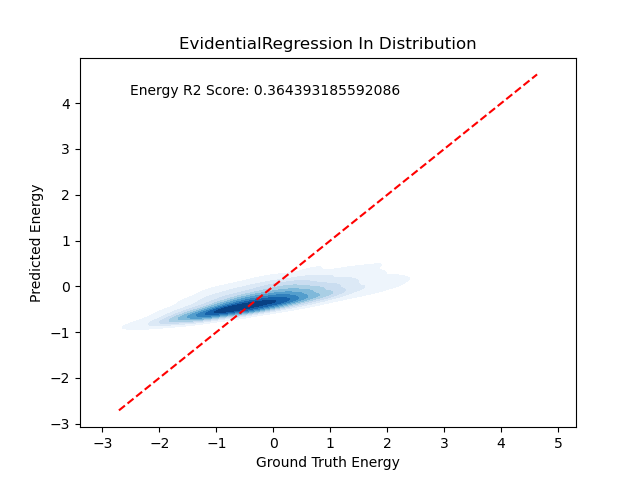 EvidentialRegression In Distribution
Energy R2 Score: 0.364393185592086
4
3
2
1
0
−1
−2
−3
Predicted Energy
−3 −2 −1 0 1 2 3 4 5
Ground Truth Energy